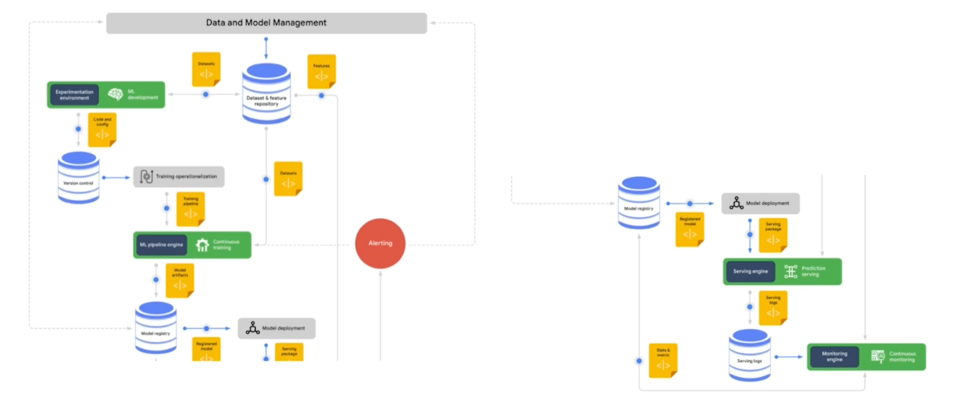 Data and Model Management
Datasets
</>
Features
</>
Dataset & feature
repository
Experimentation
environment
ML
development
Code and
config
</>
Version control
Training operationalization
Datasets
</>
Training
pipeline
</>
ML pipeline engine
Continuous
training
Alerting
Model
artifacts
</>
Model registry
Registered
model
</>
Model deployment
Serving
package
</>
Model registry
Registered
model
</>
Model deployment
Serving
package
</>
Serving engine
Prediction
serving
Serving
logs
</>
Serving logs
Monitoring
engine
Continuous
monitoring
</>